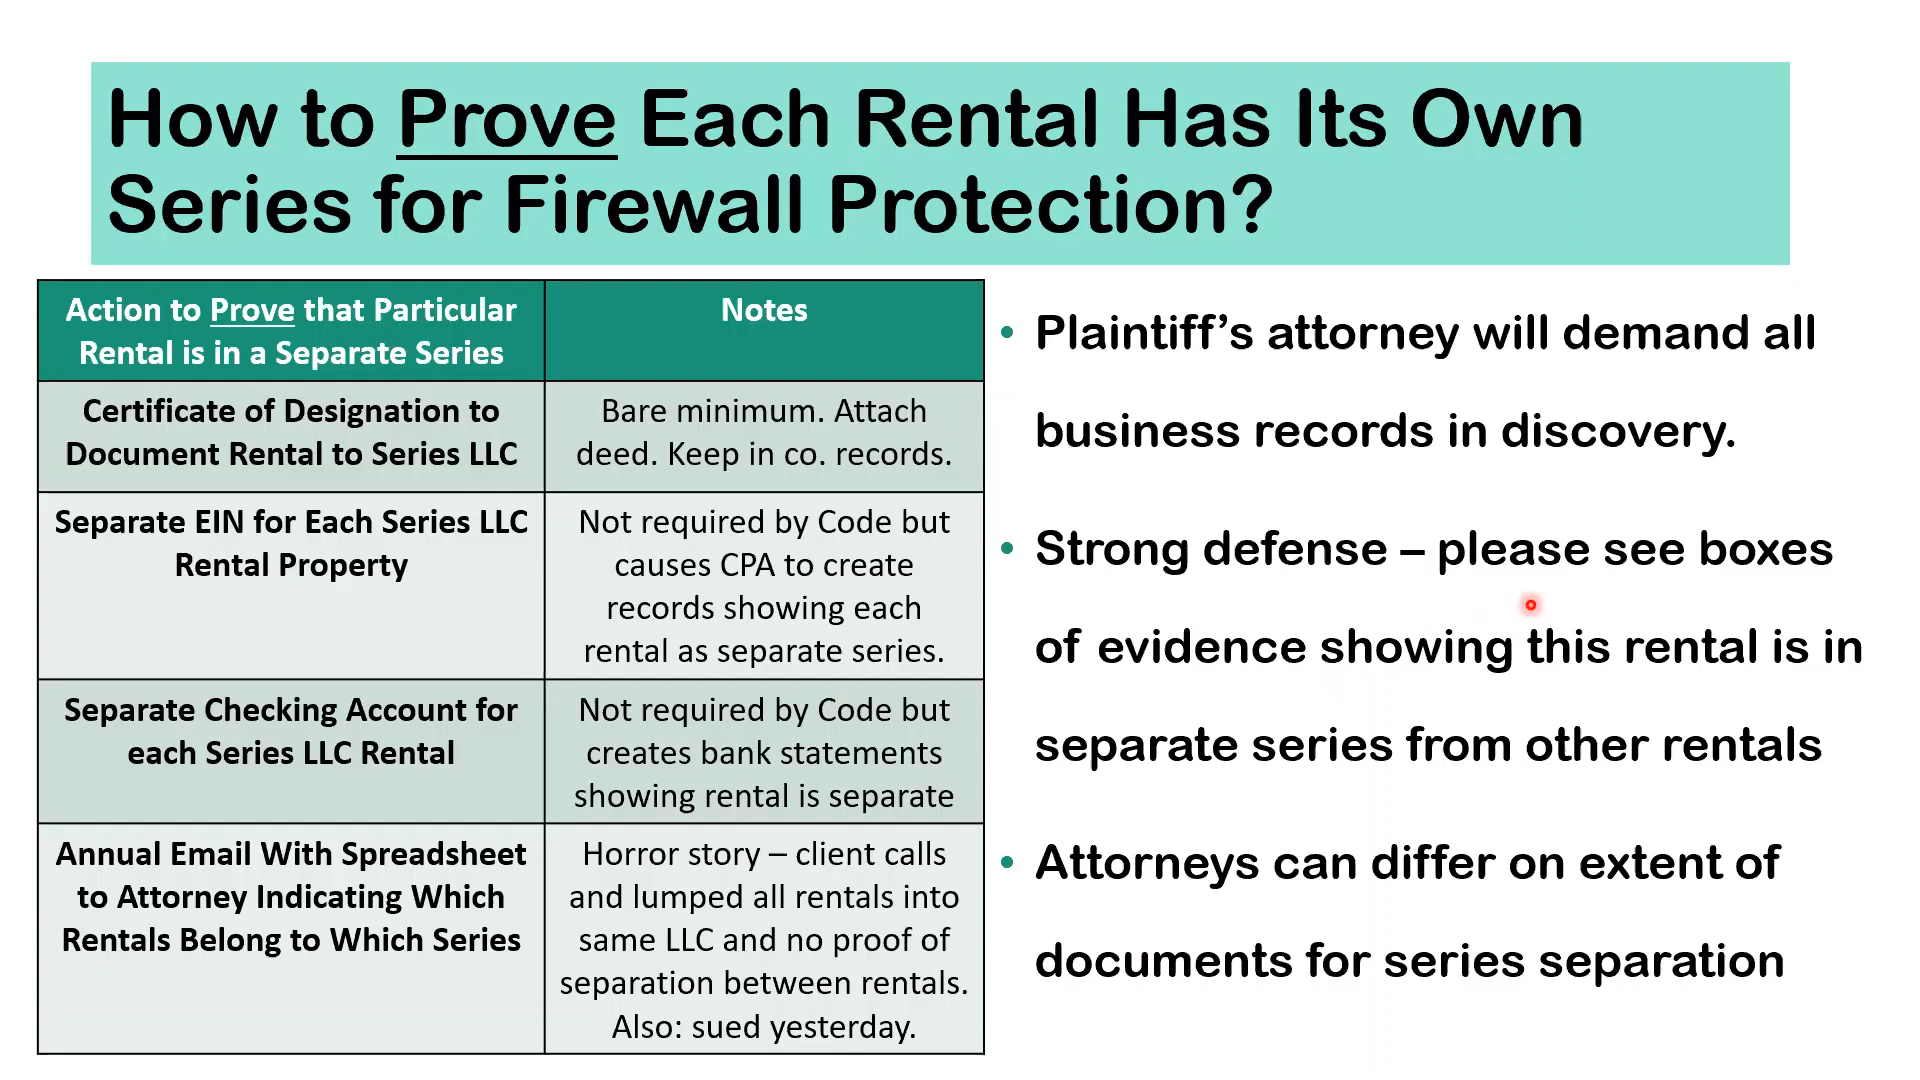 How to Prove Each Rental Has Its Own
Series for Firewall Protection?
Action to Prove that Particular
Rental is in a Separate Series
Notes
Certificate of Designation to
Document Rental to Series LLC
Bare minimum. Attach
deed. Keep in co. records.
Separate EIN for Each Series LLC
Rental Property
Not required by Code but
causes CPA to create
records showing each
rental as separate series.
Separate Checking Account for
each Series LLC Rental
Not required by Code but
creates bank statements
showing rental is separate
Annual Email With Spreadsheet
to Attorney Indicating Which
Rentals Belong to Which Series
Horror story – client calls
and lumped all rentals into
same LLC and no proof of
separation between rentals.
Also: sued yesterday.
• Plaintiff’s attorney will demand all
business records in discovery.
• Strong defense – please see boxes
of evidence showing this rental is in
separate series from other rentals
• Attorneys can differ on extent of
documents for series separation